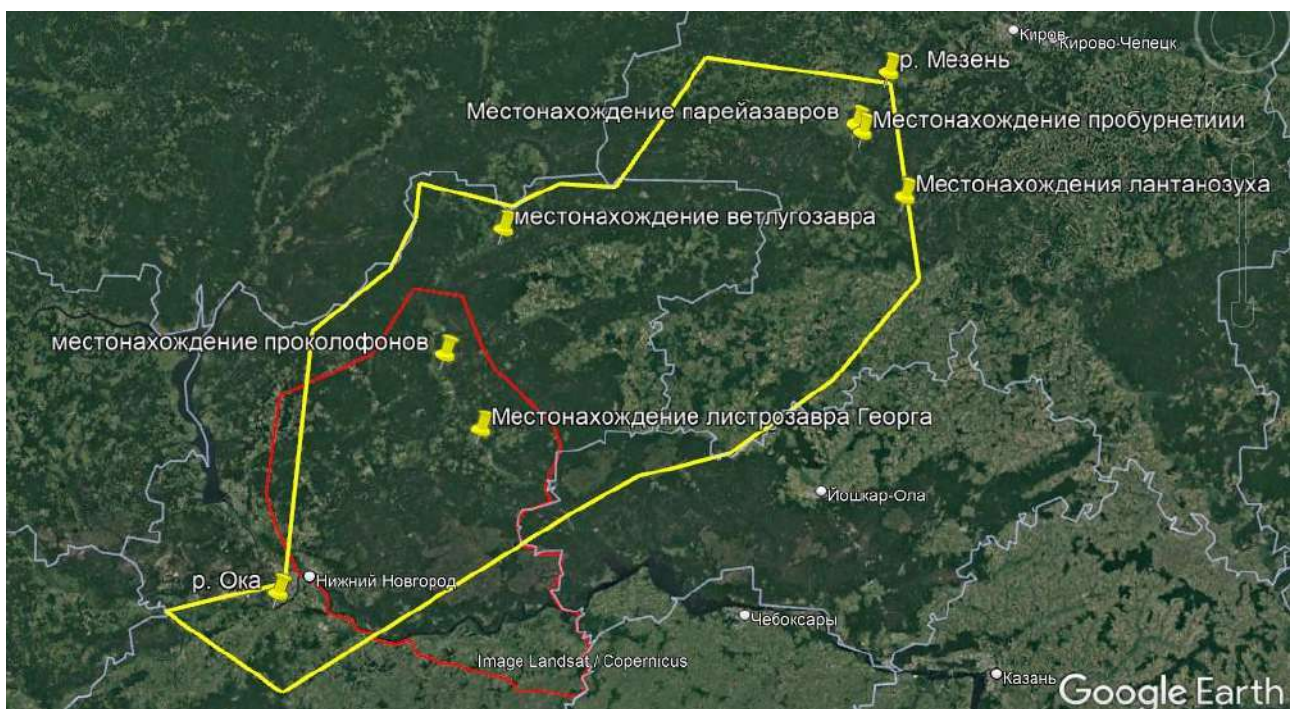 Киров
Кирово-Чепецк
р. Мезень
Местонахождение парейазавров
Местонахождение пробурнетиии
Местонахождения лантанозуха
местонахождение ветлугозавра
местонахождение проколофонов
Местонахождение листрозавра Георга
Йошкар-Ола
р. Ока
Нижний Новгород
Чебоксары
Image Landsat / Copernicus
Казань
Google Earth